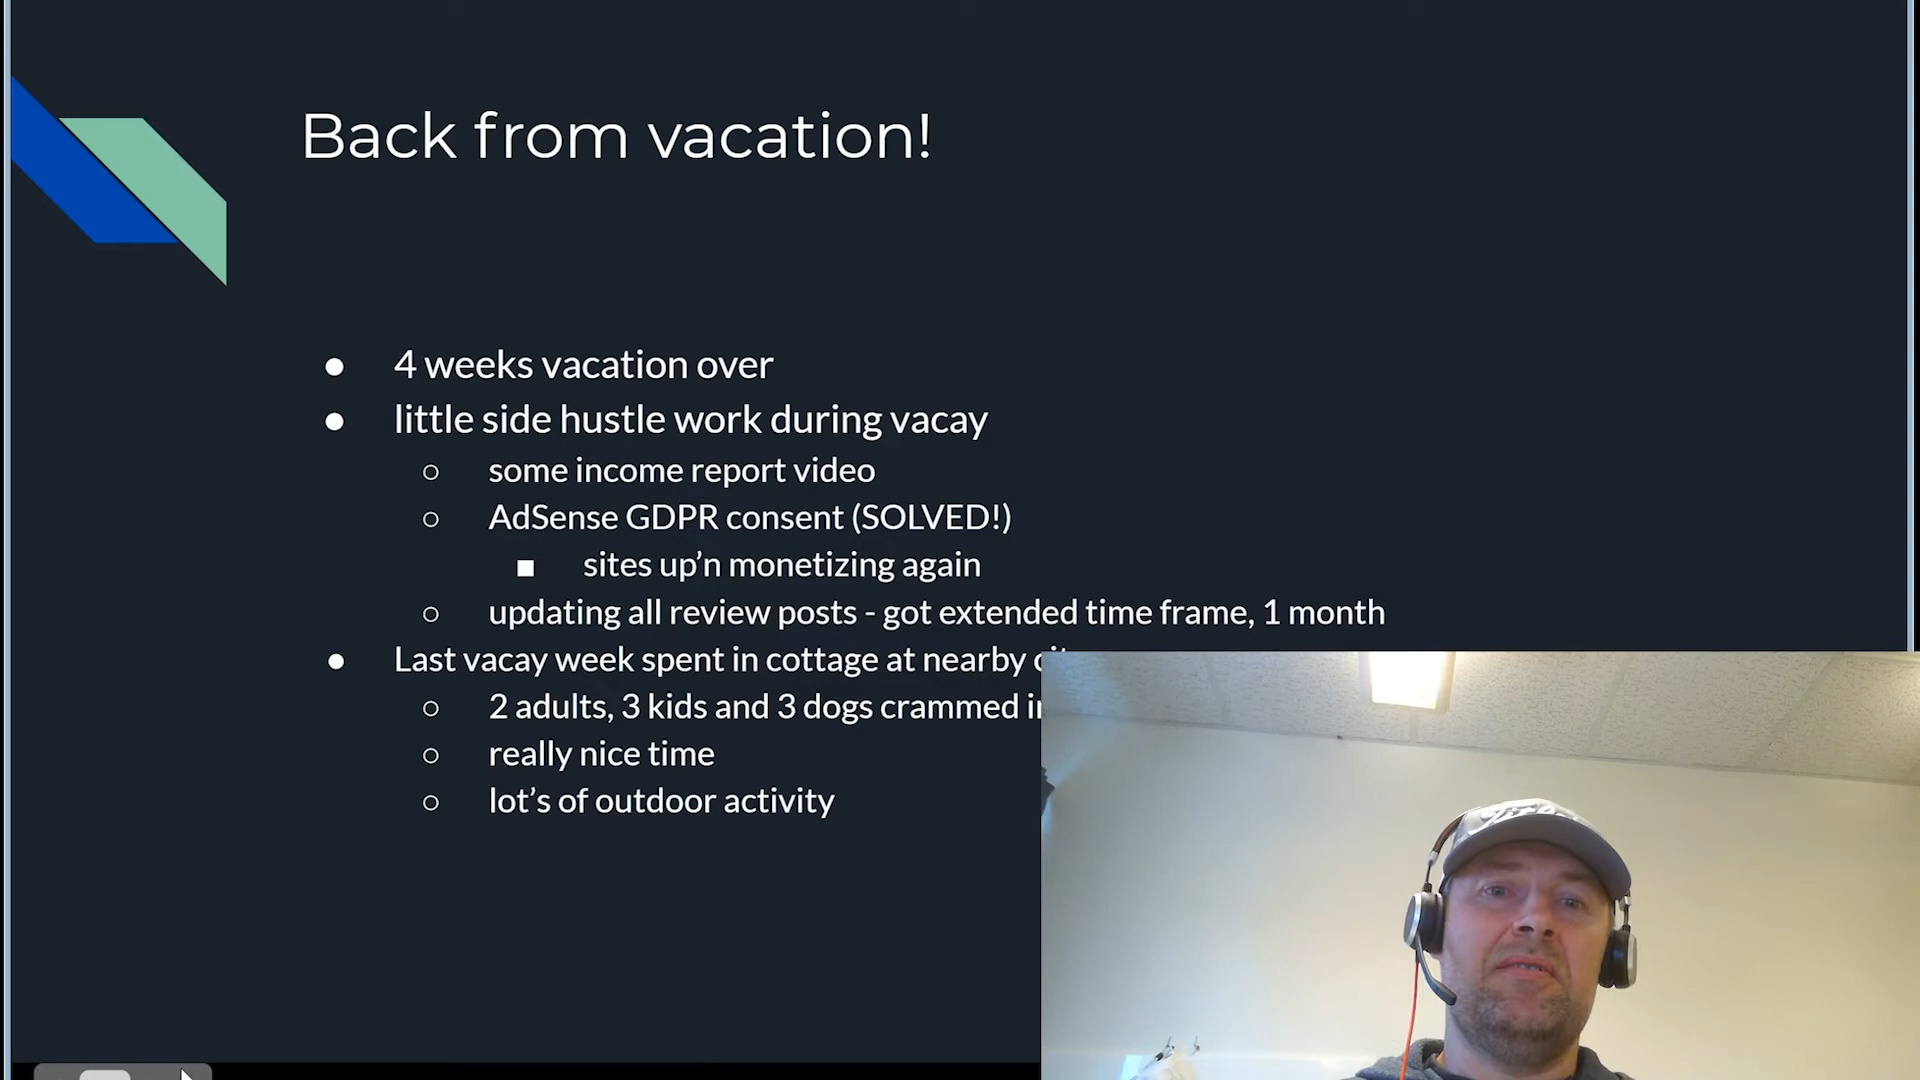 Back from vacation!
4 weeks vacation over
little side hustle work during vacay
some income report video
AdSense GDPR consent (SOLVED!)
sites up’n monetizing again
updating all review posts - got extended time frame, 1 month
Last vacay week spent in cottage at nearby
2 adults, 3 kids and 3 dogs crammed
really nice time
lot’s of outdoor activity